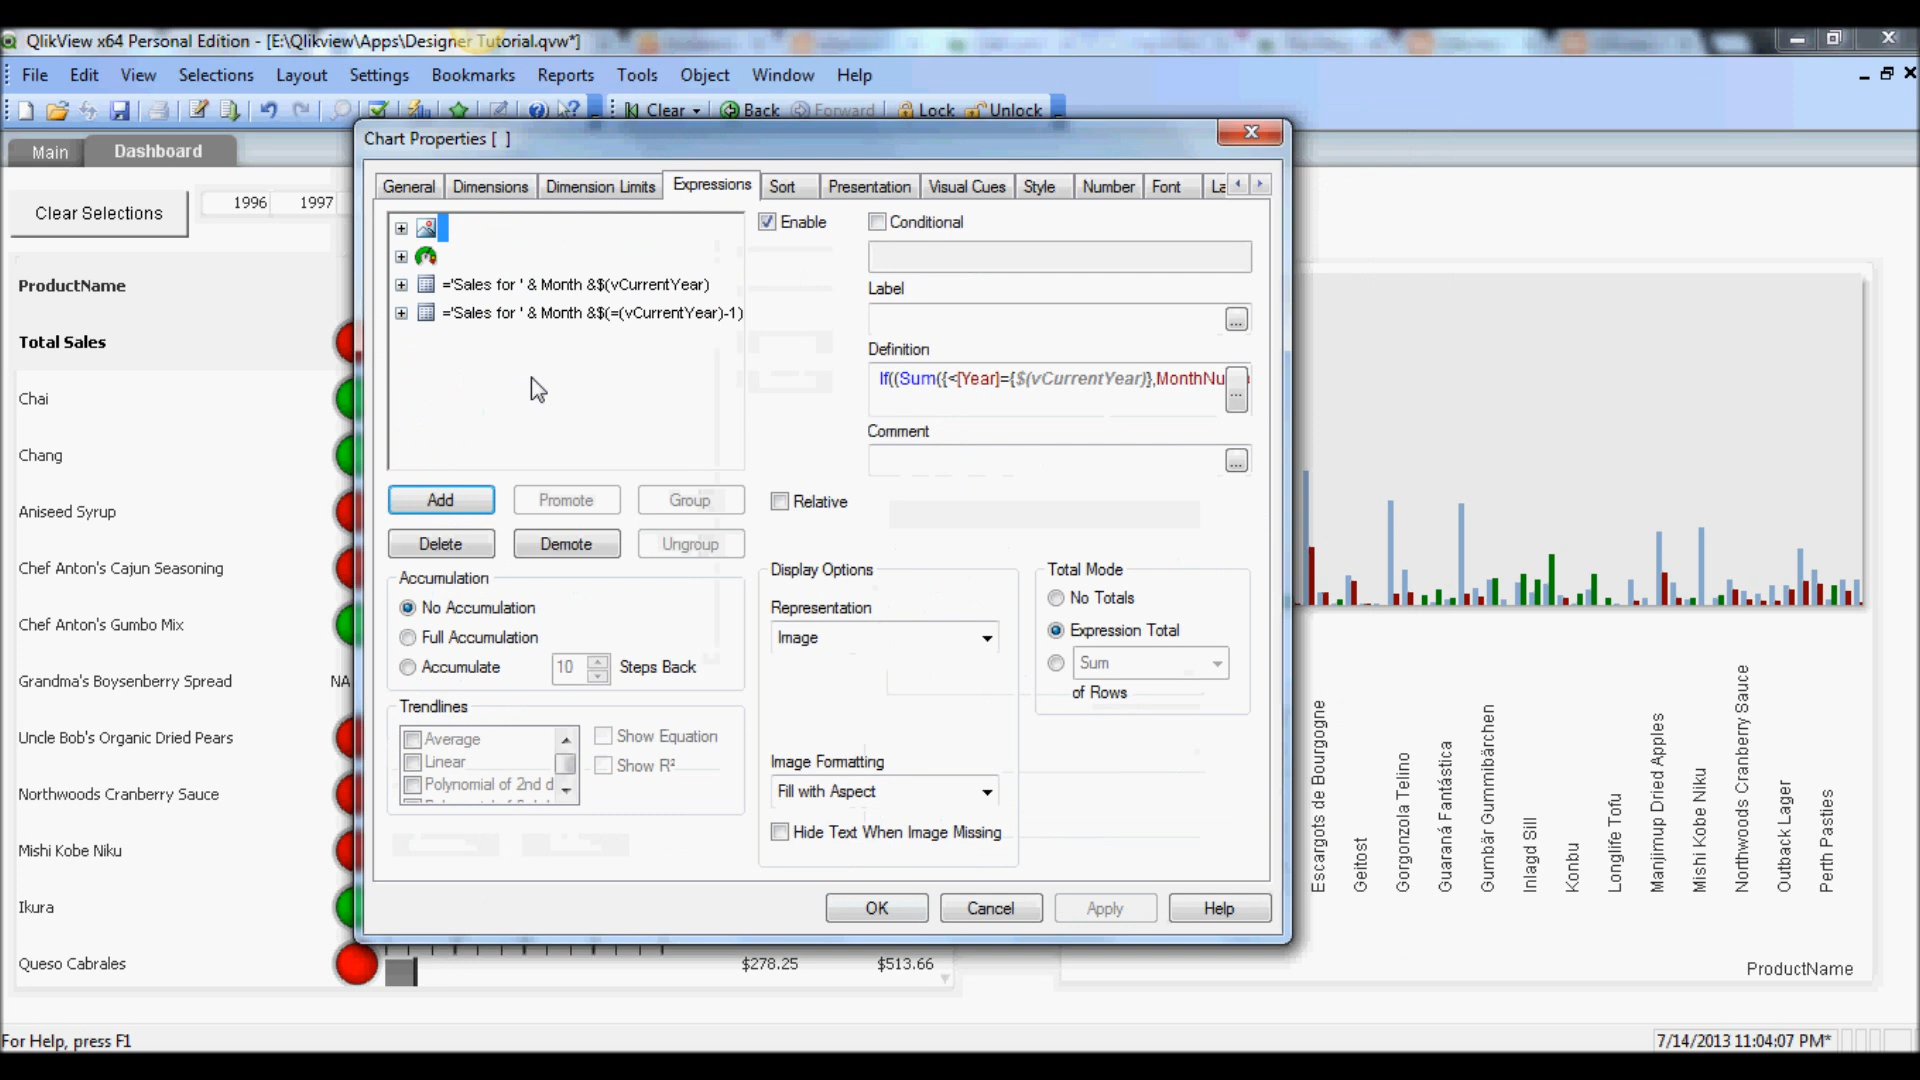 QlikView x64 Personal Edition - [E:\Qlikview\Apps\Designer Tutorial.qvw*]
File Edit View Selections Layout Settings Bookmarks Reports Tools Object Window Help
Clear Back Forward Lock Unlock
Main Dashboard
Chart Properties [ ]
General Dimensions Dimension Limits Expressions Sort Presentation Visual Cues Style Number Font La
Clear Selections
1996 1997
ProductName
Total Sales
Chai
Chang
Aniseed Syrup
Chef Anton's Cajun Seasoning
Chef Anton's Gumbo Mix
Grandma's Boysenberry Spread NA
Uncle Bob's Organic Dried Pears
Northwoods Cranberry Sauce
Mishi Kobe Niku
Ikura
Queso Cabrales $278.25 $513.66
='Sales for ' & Month &$(vCurrentYear)
='Sales for ' & Month &$(=(vCurrentYear)-1)
Enable
Conditional
Label
...
Definition
If((Sum({<[Year]={$(vCurrentYear)},MonthNu
...
Comment
...
Add Promote Group
Delete Demote Ungroup
Relative
Accumulation
No Accumulation
Full Accumulation
Accumulate 10 Steps Back
Trendlines
Average
Linear
Polynomial of 2nd d
Show Equation
Show R²
Display Options
Representation
Image
Image Formatting
Fill with Aspect
Hide Text When Image Missing
Total Mode
No Totals
Expression Total
Sum
of Rows
OK Cancel Apply Help
Escargots de Bourgogne
Geitost
Gorgonzola Telino
Guaraná Fantástica
Gumbär Gummibärchen
Inlagd Sill
Konbu
Longlife Tofu
Manjimup Dried Apples
Mishi Kobe Niku
Northwoods Cranberry Sauce
Outback Lager
Perth Pasties
ProductName
For Help, press F1
7/14/2013 11:04:07 PM*